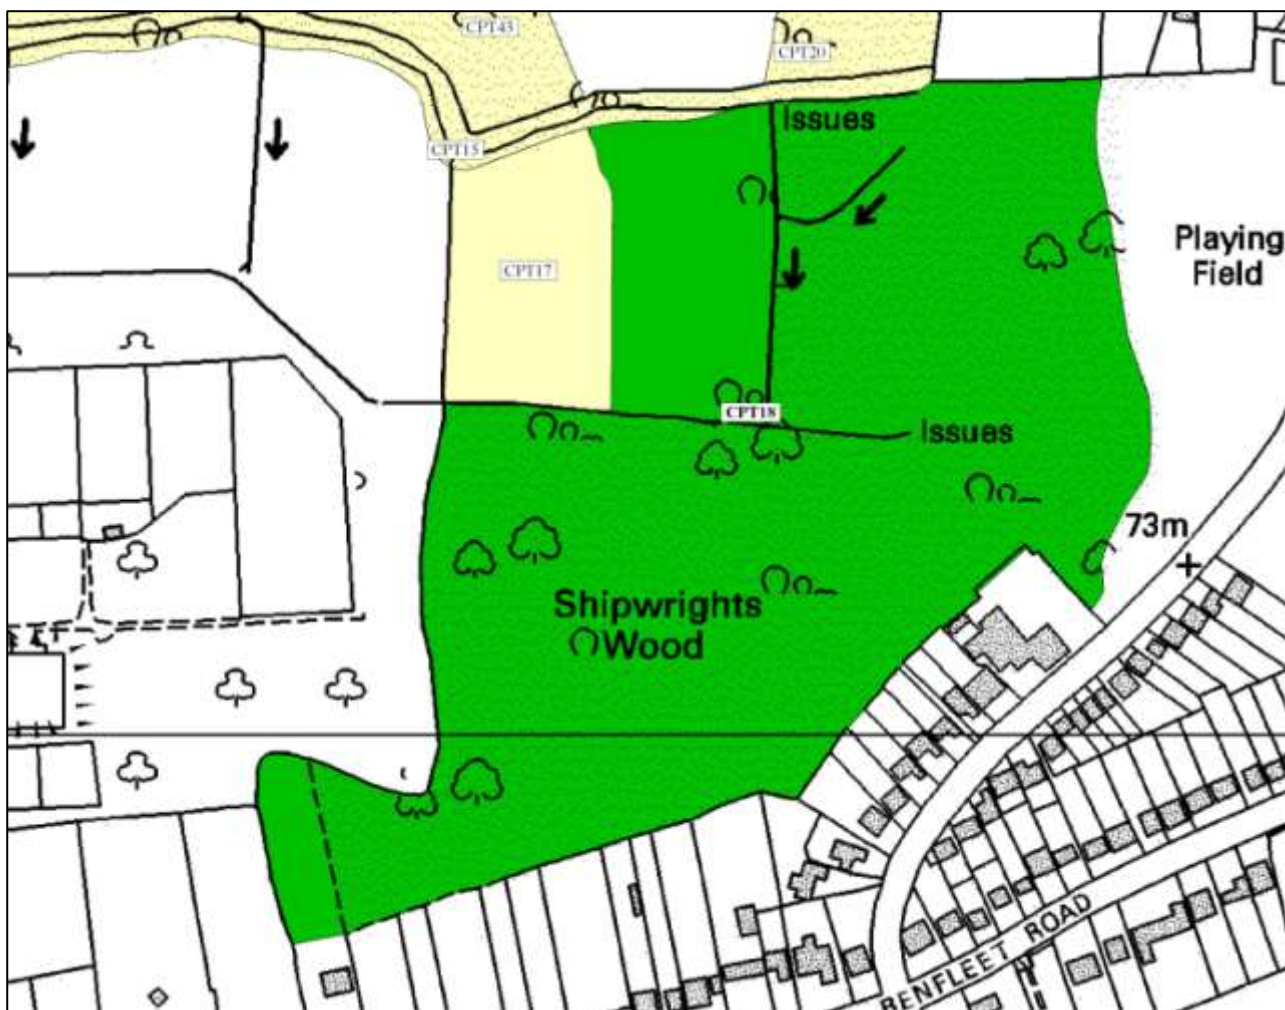 CPT43
CPT20
Issues
CPT15
Playing
Field
CPT17
CPT18
Issues
73m
Shipwrights
Wood
BENFLEET ROAD